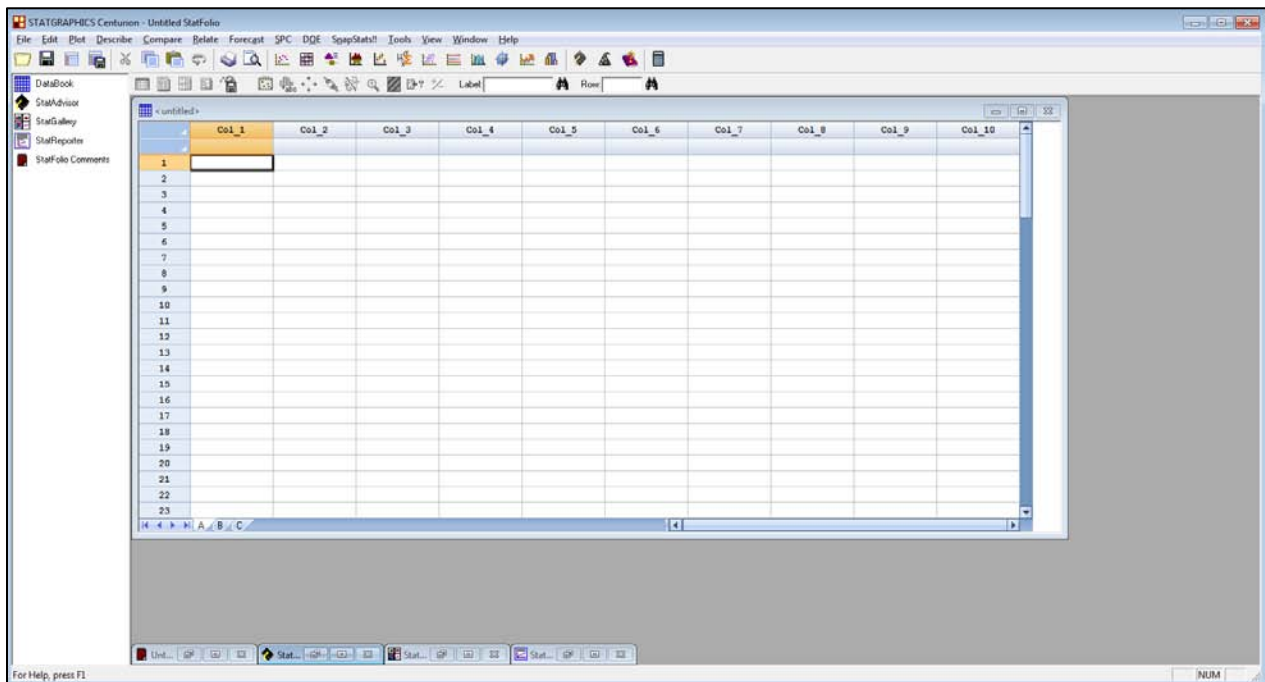 STATGRAPHICS Centurion - Untitled StatFolio
File Edit Plot Describe Compare Relate Forecast SPC DOE SnapStats!! Tools View Window Help
Label Row
DataBook
StatAdvisor
StatGallery
StatReporter
StatFolio Comments
<untitled>
Col_1 Col_2 Col_3 Col_4 Col_5 Col_6 Col_7 Col_8 Col_9 Col_10
1
2
3
4
5
6
7
8
9
10
11
12
13
14
15
16
17
18
19
20
21
22
23
A B C
Unt... Stat... Stat... Stat...
For Help, press F1 NUM